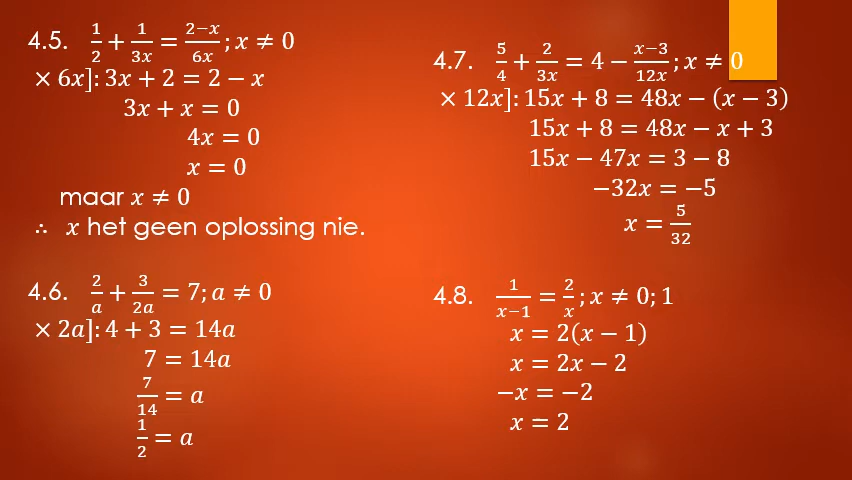 4.5. 1/2 + 1/3x = 2−x/6x ; x ≠ 0
× 6x]: 3x + 2 = 2 − x
3x + x = 0
4x = 0
x = 0
maar x ≠ 0
∴ x het geen oplossing nie.
4.6. 2/a + 3/2a = 7; a ≠ 0
× 2a]: 4 + 3 = 14a
7 = 14a
7/14 = a
1/2 = a
4.7. 5/4 + 2/3x = 4 − x−3/12x ; x ≠ 0
× 12x]: 15x + 8 = 48x − (x − 3)
15x + 8 = 48x − x + 3
15x − 47x = 3 − 8
−32x = −5
x = 5/32
4.8. 1/x−1 = 2/x ; x ≠ 0; 1
x = 2(x − 1)
x = 2x − 2
−x = −2
x = 2